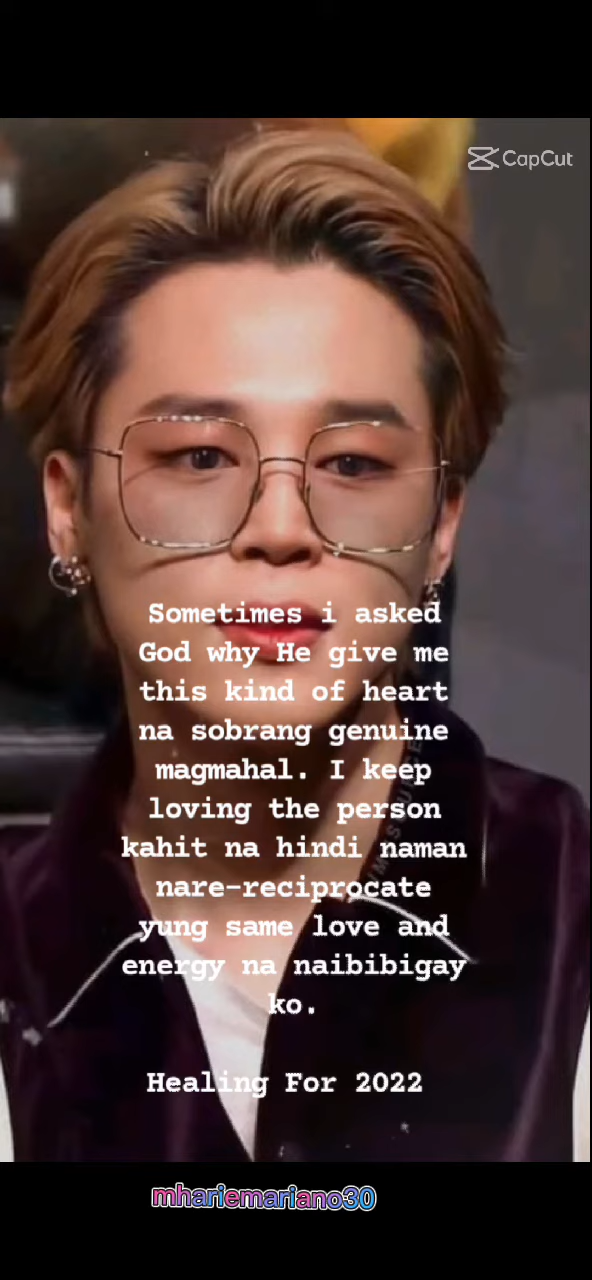 CapCut
Sometimes i asked
God why He give me
this kind of heart
na sobrang genuine
magmahal. I keep
loving the person
kahit na hindi naman
nare-reciprocate
yung same love and
energy na naibibigay
ko.
Healing For 2022
mhariemariano30